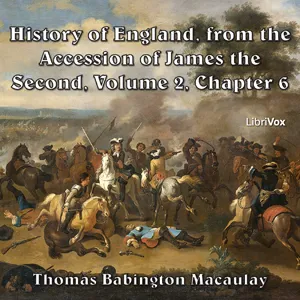 History of England, from the
Accession of James the
Second, Volume 2, Chapter 6
LibriVox
Thomas Babington Macaulay